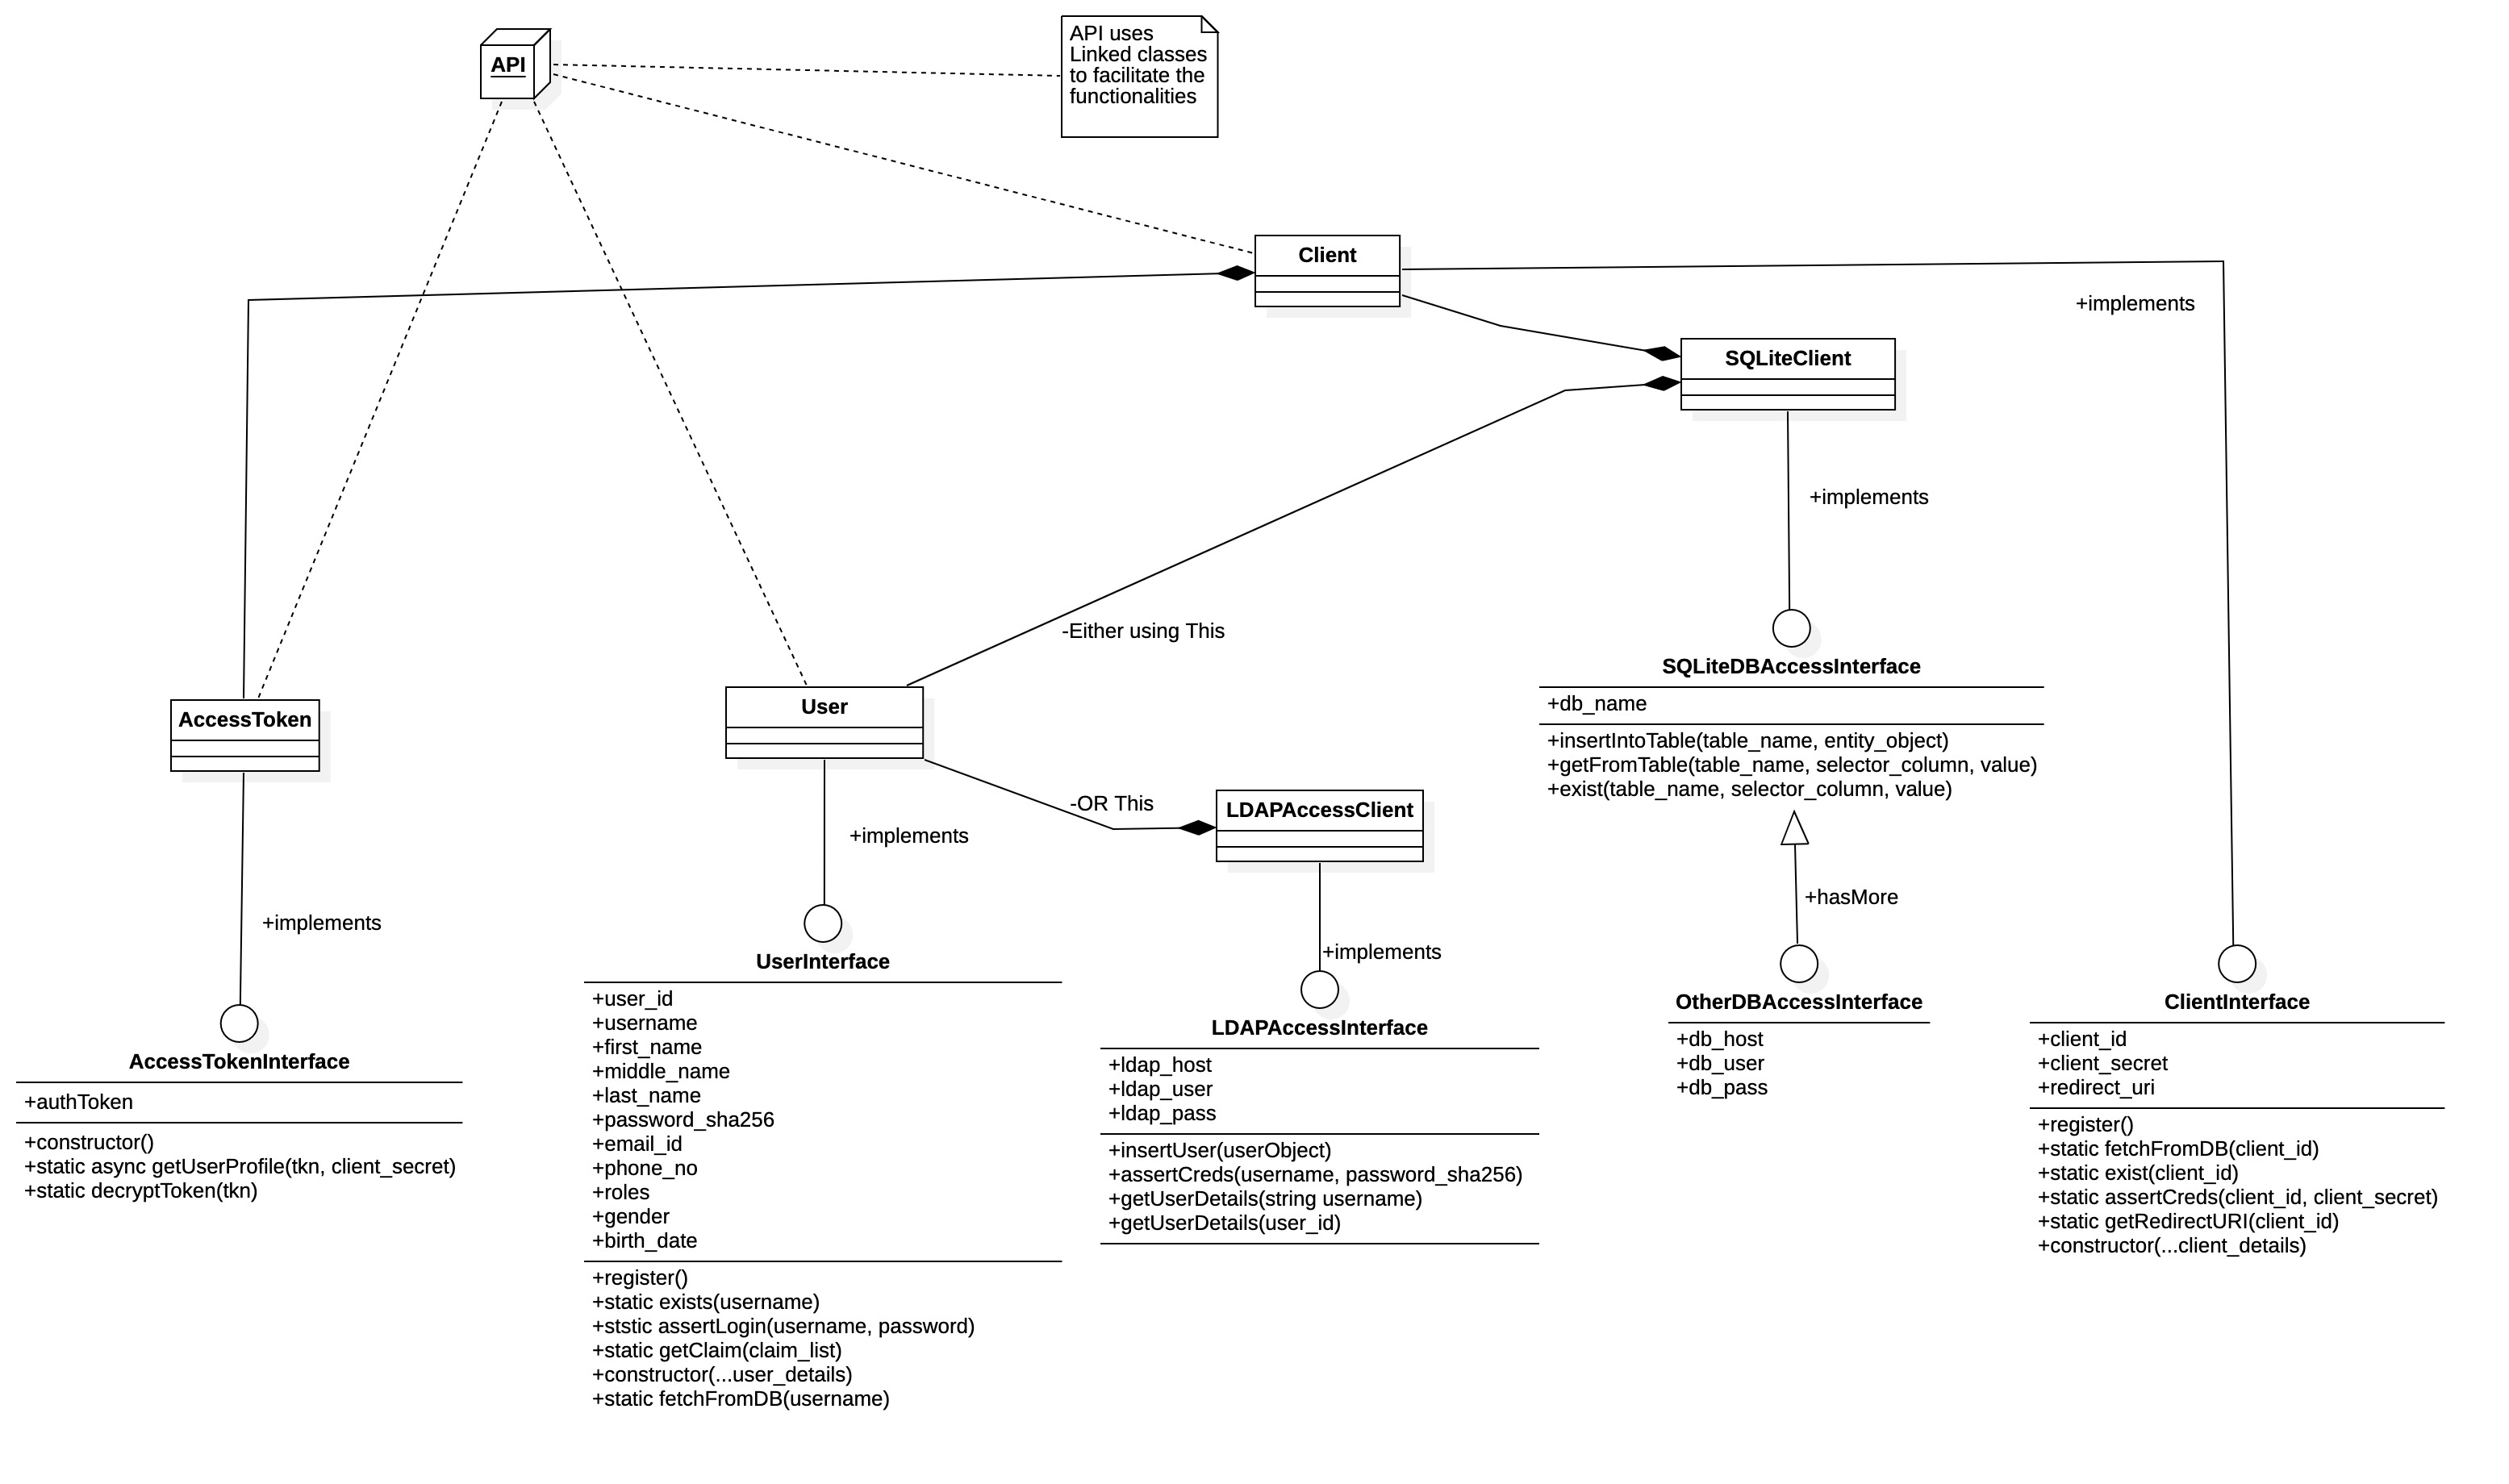 API
API uses
Linked classes
to facilitate the
functionalities
Client
+implements
SQLiteClient
+implements
-Either using This
SQLiteDBAccessInterface
+db_name
+insertIntoTable(table_name, entity_object)
+getFromTable(table_name, selector_column, value)
+exist(table_name, selector_column, value)
AccessToken
User
-OR This
LDAPAccessClient
+implements
+implements
+implements
+hasMore
AccessTokenInterface
+authToken
+constructor()
+static async getUserProfile(tkn, client_secret)
+static decryptToken(tkn)
UserInterface
+user_id
+username
+first_name
+middle_name
+last_name
+password_sha256
+email_id
+phone_no
+roles
+gender
+birth_date
+register()
+static exists(username)
+ststic assertLogin(username, password)
+static getClaim(claim_list)
+constructor(...user_details)
+static fetchFromDB(username)
LDAPAccessInterface
+ldap_host
+ldap_user
+ldap_pass
+insertUser(userObject)
+assertCreds(username, password_sha256)
+getUserDetails(string username)
+getUserDetails(user_id)
OtherDBAccessInterface
+db_host
+db_user
+db_pass
ClientInterface
+client_id
+client_secret
+redirect_uri
+register()
+static fetchFromDB(client_id)
+static exist(client_id)
+static assertCreds(client_id, client_secret)
+static getRedirectURI(client_id)
+constructor(...client_details)